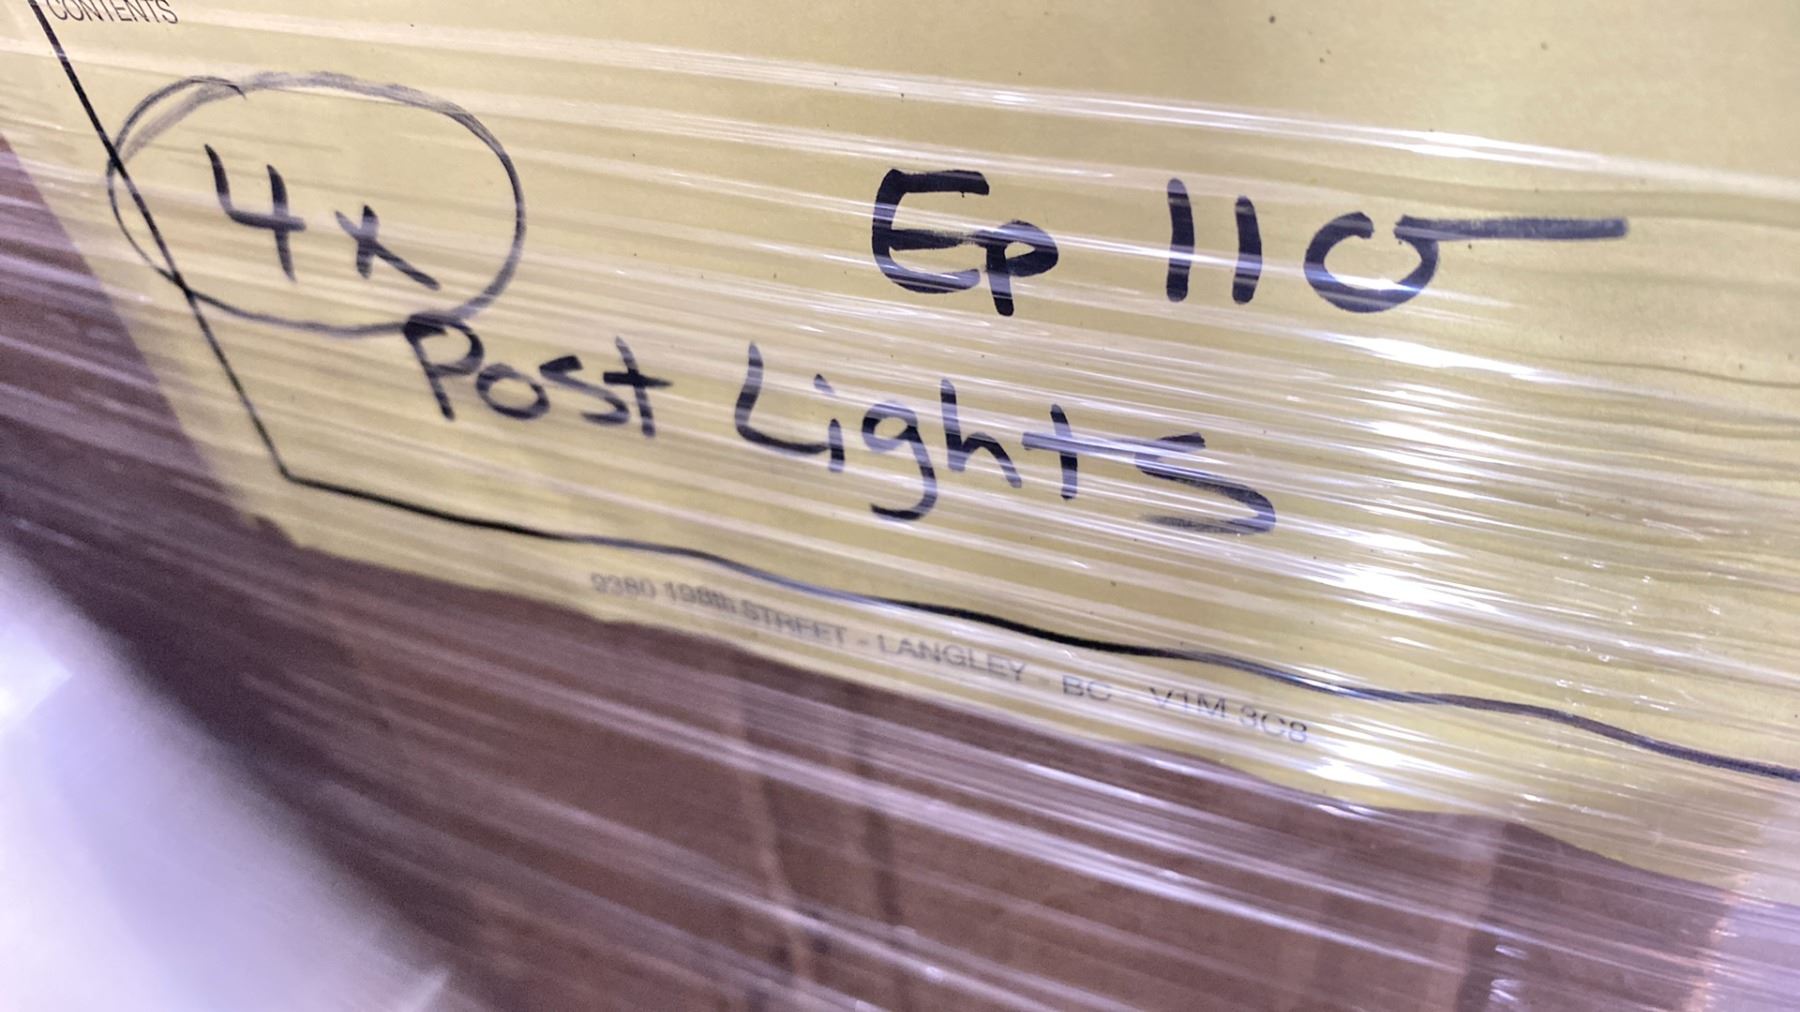 CONTENTS
4x
Ep 110
Post Lights
9380 198th STREET - LANGLEY - BC - V1M 3C8